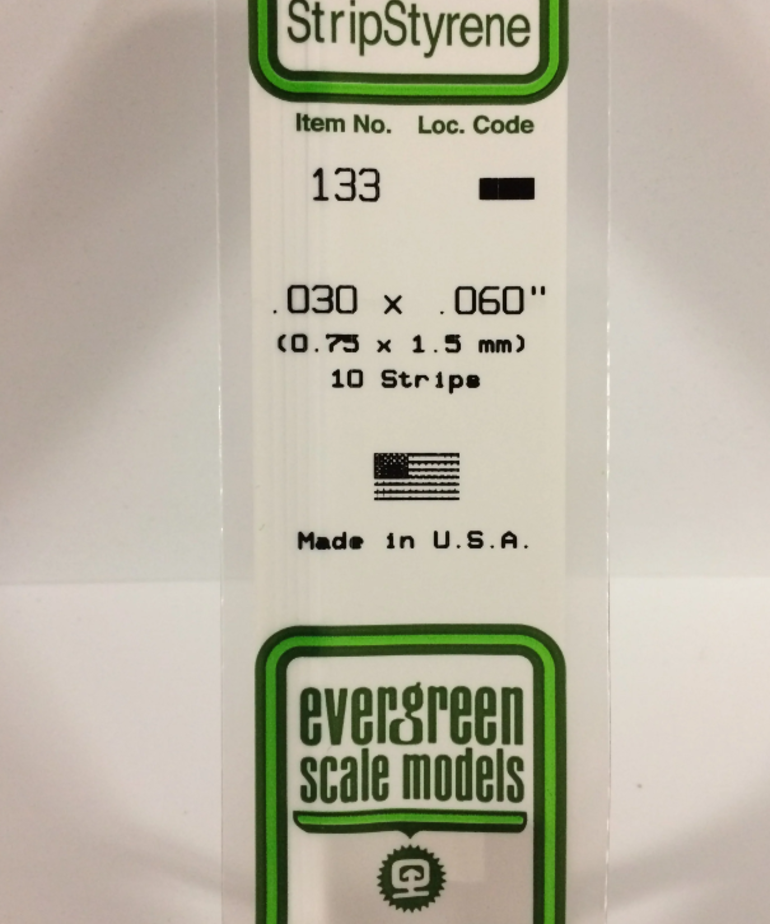 StripStyrene
Item No. Loc. Code
133
.030 x .060"
(0.75 x 1.5 mm)
10 Strips
Made in U.S.A.
evergreen
scale models